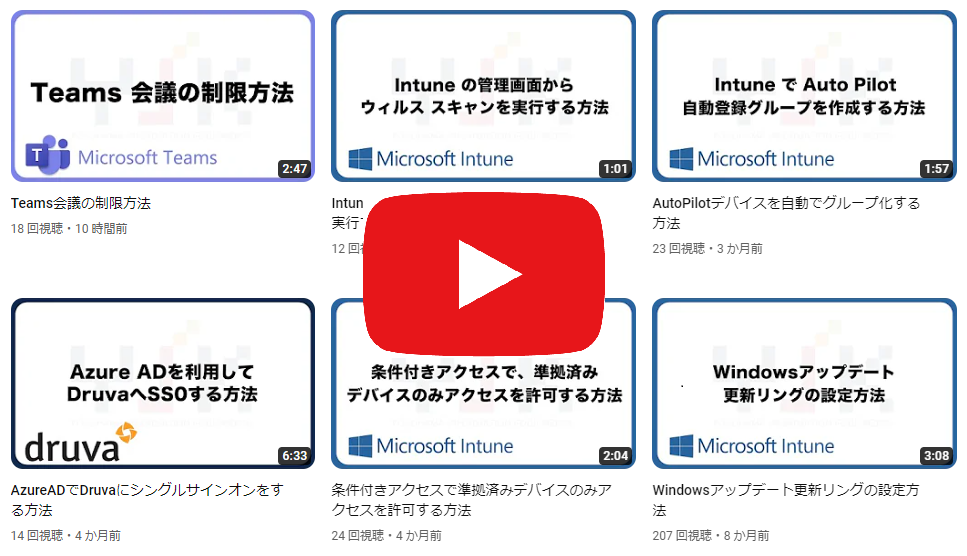 Teams 会議の制限方法
Microsoft Teams
2:47
Teams会議の制限方法
18 回視聴・10 時間前
Intune の管理画面から
ウィルス スキャンを実行する方法
Microsoft Intune
1:01
Intun
実行
12 回
Intune で Auto Pilot
自動登録グループを作成する方法
Microsoft Intune
1:57
AutoPilotデバイスを自動でグループ化する
方法
23 回視聴・3 か月前
Azure ADを利用して
DruvaへSSOする方法
druva
6:33
AzureADでDruvaにシングルサインオンをす
る方法
14 回視聴・4 か月前
条件付きアクセスで、準拠済み
デバイスのみアクセスを許可する方法
Microsoft Intune
2:04
条件付きアクセスで準拠済みデバイスのみア
クセスを許可する方法
24 回視聴・4 か月前
Windowsアップデート
更新リングの設定方法
Microsoft Intune
3:08
Windowsアップデート更新リングの設定方
法
207 回視聴・8 か月前